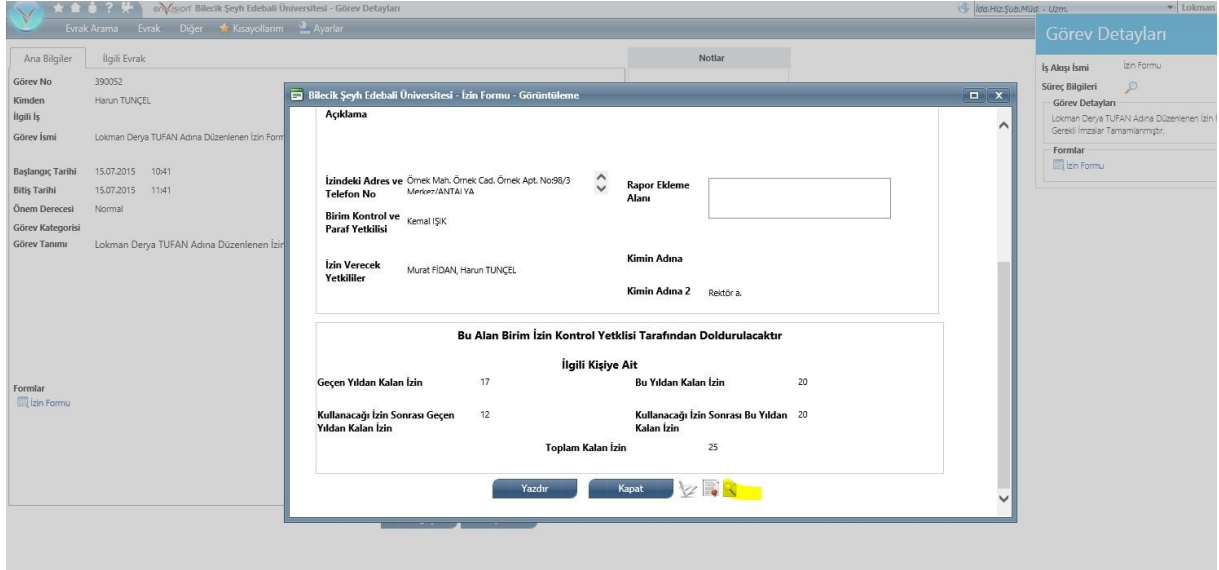 enVision! Bilecik Şeyh Edebali Üniversitesi - Görev Detayları
İda.Hiz.Şub.Müd. - Uzm.
Lokman
Evrak Arama Evrak Diğer Kısayollarım Ayarlar
Ana Bilgiler İlgili Evrak
Görev No 390052
Kimden Harun TUNÇEL
İlgili İş
Görev İsmi Lokman Derya TUFAN Adına Düzenlenen İzin Form
Başlangıç Tarihi 15.07.2015 10:41
Bitiş Tarihi 15.07.2015 11:41
Önem Derecesi Normal
Görev Kategorisi
Görev Tanımı Lokman Derya TUFAN Adına Düzenlenen İzin
Formlar
İzin Formu
Notlar
Bilecik Şeyh Edebali Üniversitesi - İzin Formu - Görüntüleme
Açıklama
İzindeki Adres ve Telefon No
Örnek Mah. Örnek Cad. Örnek Apt. No:98/3
Merkez/ANTALYA
Rapor Ekleme
Alanı
Birim Kontrol ve
Paraf Yetkilisi
Kemal IŞIK
İzin Verecek
Yetkililer
Murat FİDAN, Harun TUNÇEL
Kimin Adına
Kimin Adına 2 Rektör a.
Bu Alan Birim İzin Kontrol Yetklisi Tarafından Doldurulacaktır
İlgili Kişiye Ait
Geçen Yıldan Kalan İzin 17 Bu Yıldan Kalan İzin 20
Kullanacağı İzin Sonrası Geçen
Yıldan Kalan İzin
12
Kullanacağı İzin Sonrası Bu Yıldan
Kalan İzin
20
Toplam Kalan İzin 25
Yazdır Kapat
Görev Detayları
İş Akışı İsmi İzin Formu
Süreç Bilgileri
Görev Detayları
Lokman Derya TUFAN Adına Düzenlenen İzin
Gerekli İmzalar Tamamlanmıştır.
Formlar
İzin Formu